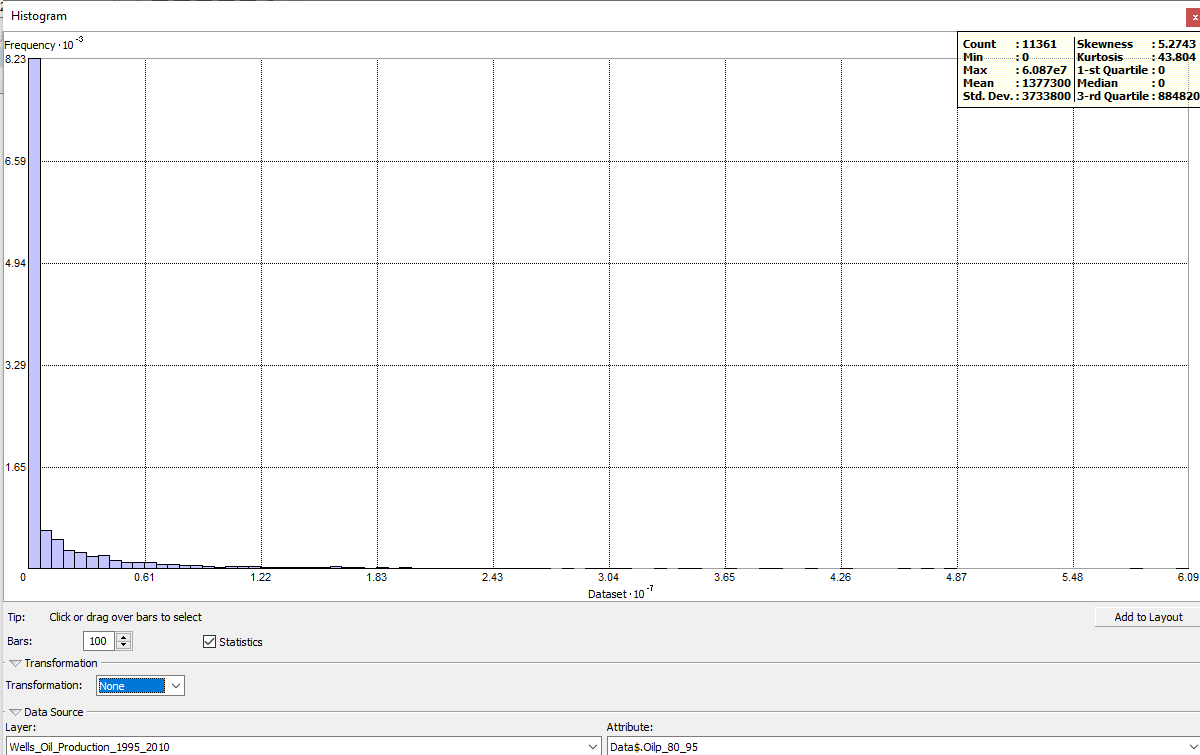 Histogram
x
Frequency · 10 -3
Count : 11361 Skewness : 5.2743
Min : 0 Kurtosis : 43.804
Max : 6.087e7 1-st Quartile : 0
Mean : 1377300 Median : 0
Std. Dev. : 3733800 3-rd Quartile : 884820
8.23
6.59
4.94
3.29
1.65
0 0.61 1.22 1.83 2.43 3.04 3.65 4.26 4.87 5.48 6.09
Dataset · 10 -7
Tip: Click or drag over bars to select Add to Layout
Bars: 100 Statistics
Transformation
Transformation: None
Data Source
Layer: Attribute:
Wells_Oil_Production_1995_2010 Data$.Oilp_80_95